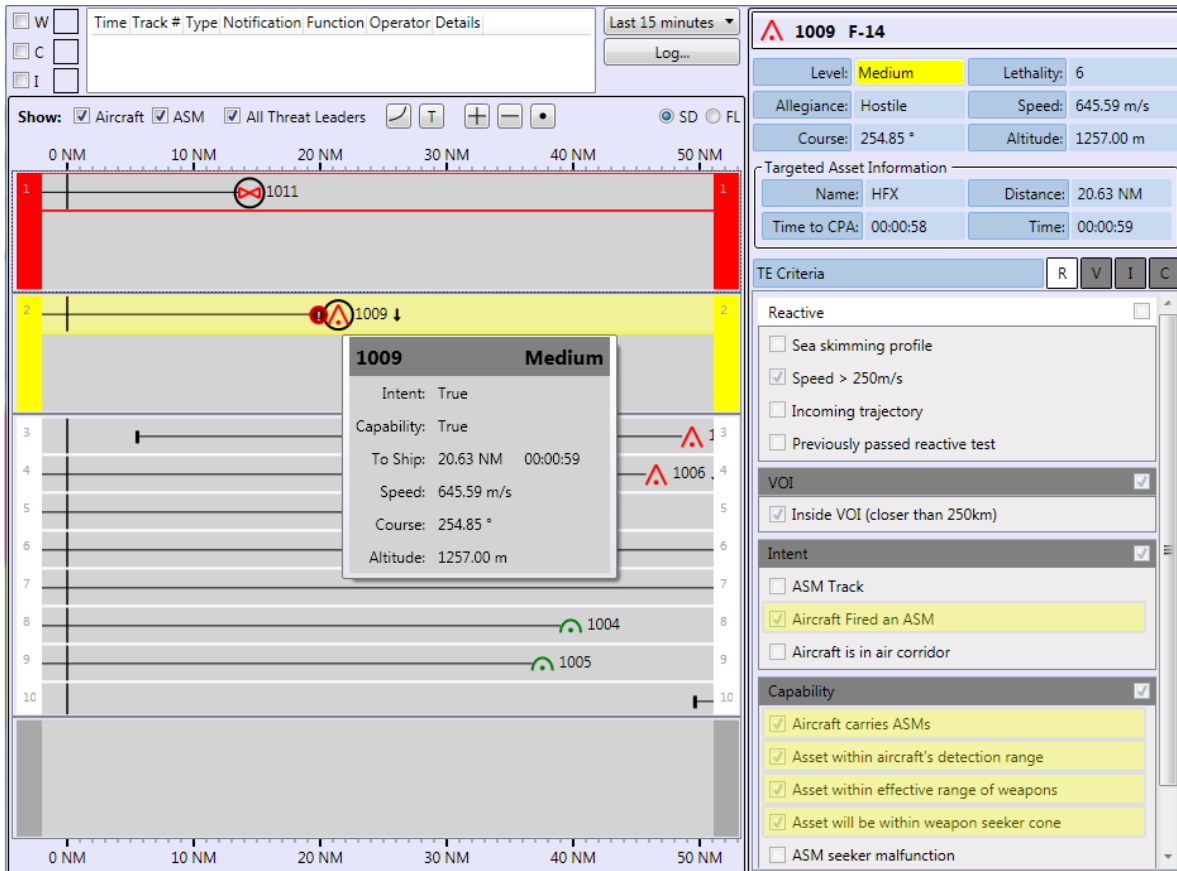 W
C
I
Time Track # Type Notification Function Operator Details
Last 15 minutes
Log...
Show: Aircraft ASM All Threat Leaders T SD FL
0 NM 10 NM 20 NM 30 NM 40 NM 50 NM
1 1011 1
2 1009 2
1009 Medium
Intent: True
Capability: True
To Ship: 20.63 NM 00:00:59
Speed: 645.59 m/s
Course: 254.85 °
Altitude: 1257.00 m
3 3
4 1006 4
5 5
6 6
7 7
8 1004 8
9 1005 9
10 10
0 NM 10 NM 20 NM 30 NM 40 NM 50 NM
1009 F-14
Level: Medium Lethality: 6
Allegiance: Hostile Speed: 645.59 m/s
Course: 254.85 ° Altitude: 1257.00 m
Targeted Asset Information
Name: HFX Distance: 20.63 NM
Time to CPA: 00:00:58 Time: 00:00:59
TE Criteria R V I C
Reactive
Sea skimming profile
Speed > 250m/s
Incoming trajectory
Previously passed reactive test
VOI
Inside VOI (closer than 250km)
Intent
ASM Track
Aircraft Fired an ASM
Aircraft is in air corridor
Capability
Aircraft carries ASMs
Asset within aircraft's detection range
Asset within effective range of weapons
Asset will be within weapon seeker cone
ASM seeker malfunction